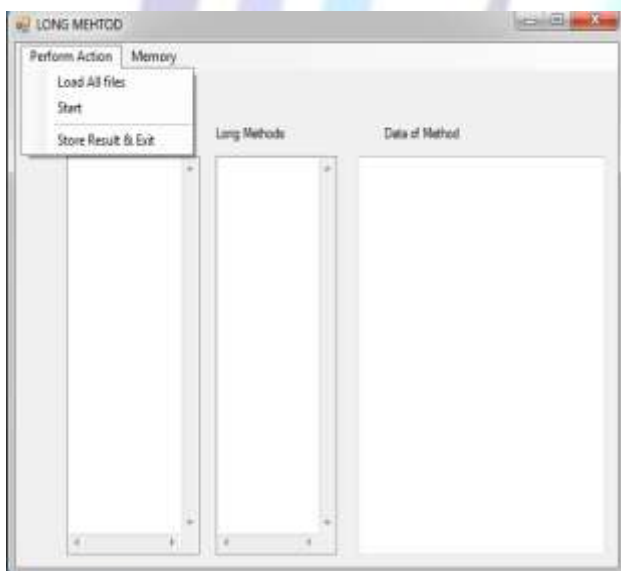 LONG MEHTOD
Perform Action Memory
Load All files
Start
Store Result & Exit
Long Methods Data of Method